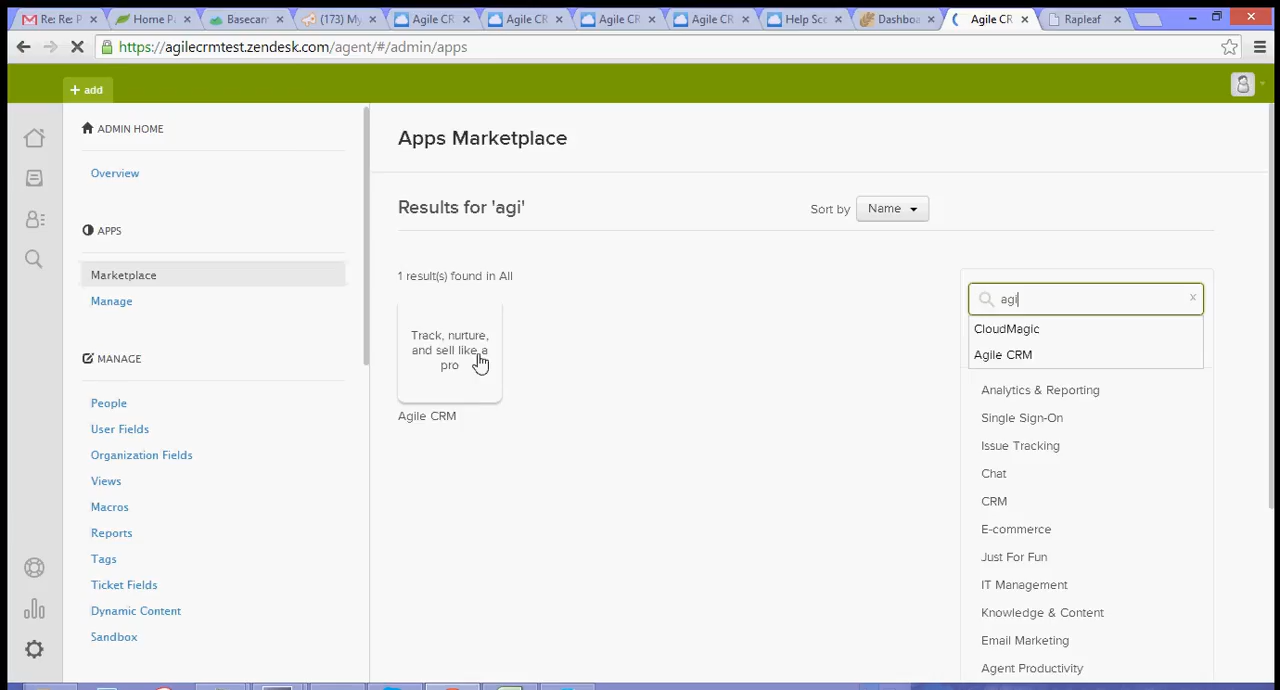 Re: Re: P
Home P
Basecam
(173) My
Agile CR
Agile CR
Agile CR
Agile CR
Help Sc
Dashbo
Agile CR
Rapleaf
https://agilecrmtest.zendesk.com/agent/#/admin/apps
+ add
ADMIN HOME
Overview
APPS
Marketplace
Manage
MANAGE
People
User Fields
Organization Fields
Views
Macros
Reports
Tags
Ticket Fields
Dynamic Content
Sandbox
Apps Marketplace
Results for 'agi'
Sort by Name
1 result(s) found in All
Track, nurture,
and sell like a
pro
Agile CRM
agi x
CloudMagic
Agile CRM
Analytics & Reporting
Single Sign-On
Issue Tracking
Chat
CRM
E-commerce
Just For Fun
IT Management
Knowledge & Content
Email Marketing
Agent Productivity